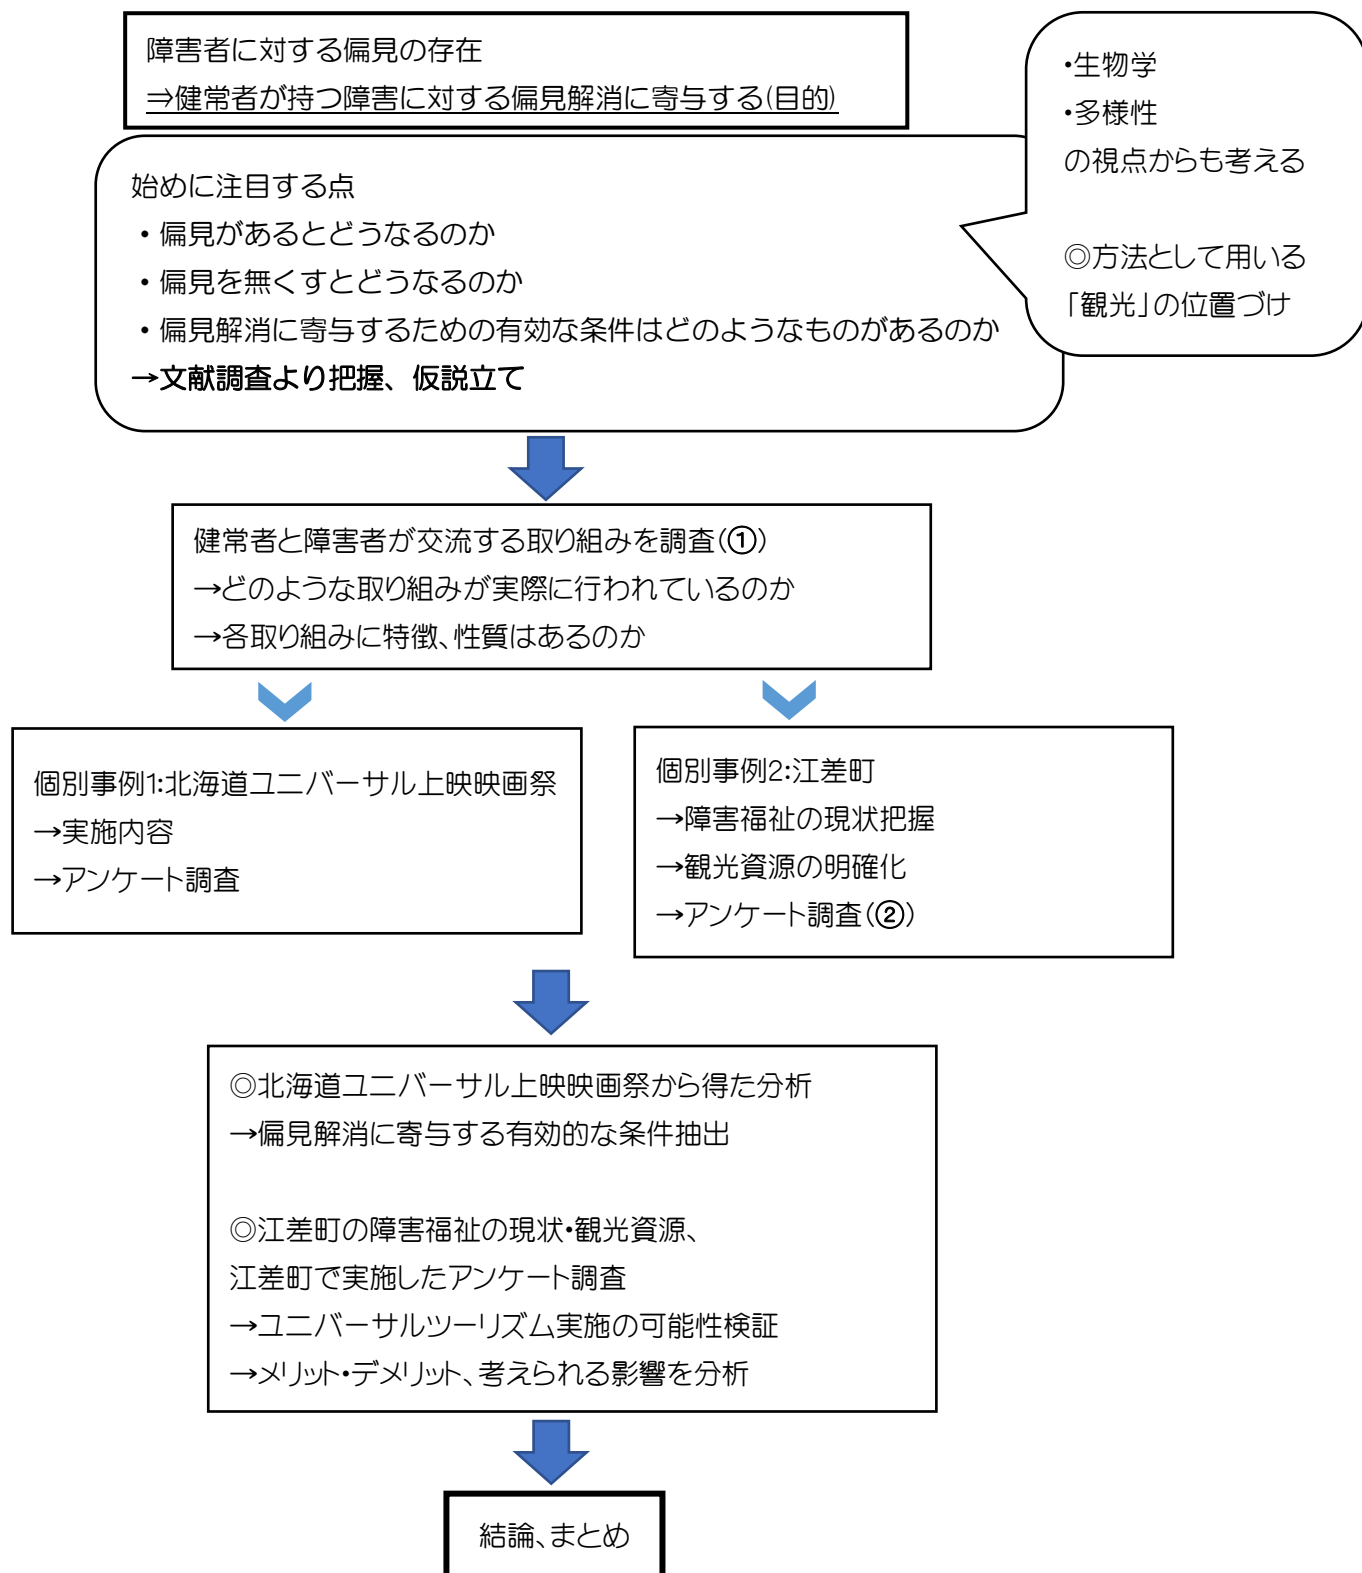 障害者に対する偏見の存在
⇒健常者が持つ障害に対する偏見解消に寄与する(目的)
・生物学
・多様性
の視点からも考える
◎方法として用いる
「観光」の位置づけ
始めに注目する点
・偏見があるとどうなるのか
・偏見を無くすとどうなるのか
・偏見解消に寄与するための有効な条件はどのようなものがあるのか
→文献調査より把握、仮説立て
健常者と障害者が交流する取り組みを調査(①)
→どのような取り組みが実際に行われているのか
→各取り組みに特徴、性質はあるのか
個別事例1:北海道ユニバーサル上映映画祭
→実施内容
→アンケート調査
個別事例2:江差町
→障害福祉の現状把握
→観光資源の明確化
→アンケート調査(②)
◎北海道ユニバーサル上映映画祭から得た分析
→偏見解消に寄与する有効的な条件抽出
◎江差町の障害福祉の現状・観光資源、
江差町で実施したアンケート調査
→ユニバーサルツーリズム実施の可能性検証
→メリット・デメリット、考えられる影響を分析
結論、まとめ